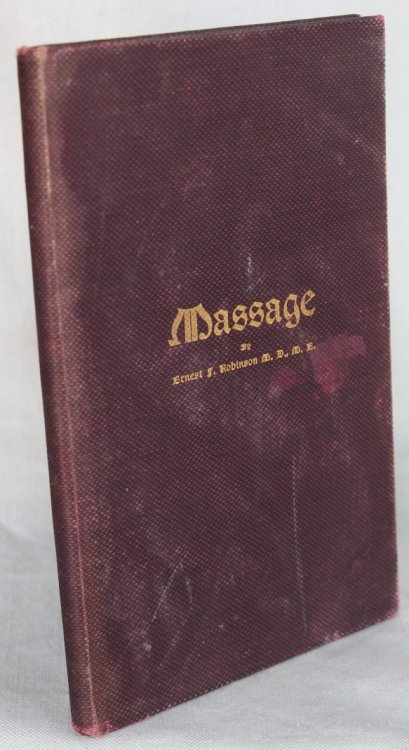 Massage
By
Ernest F. Robinson M. D., M. E.